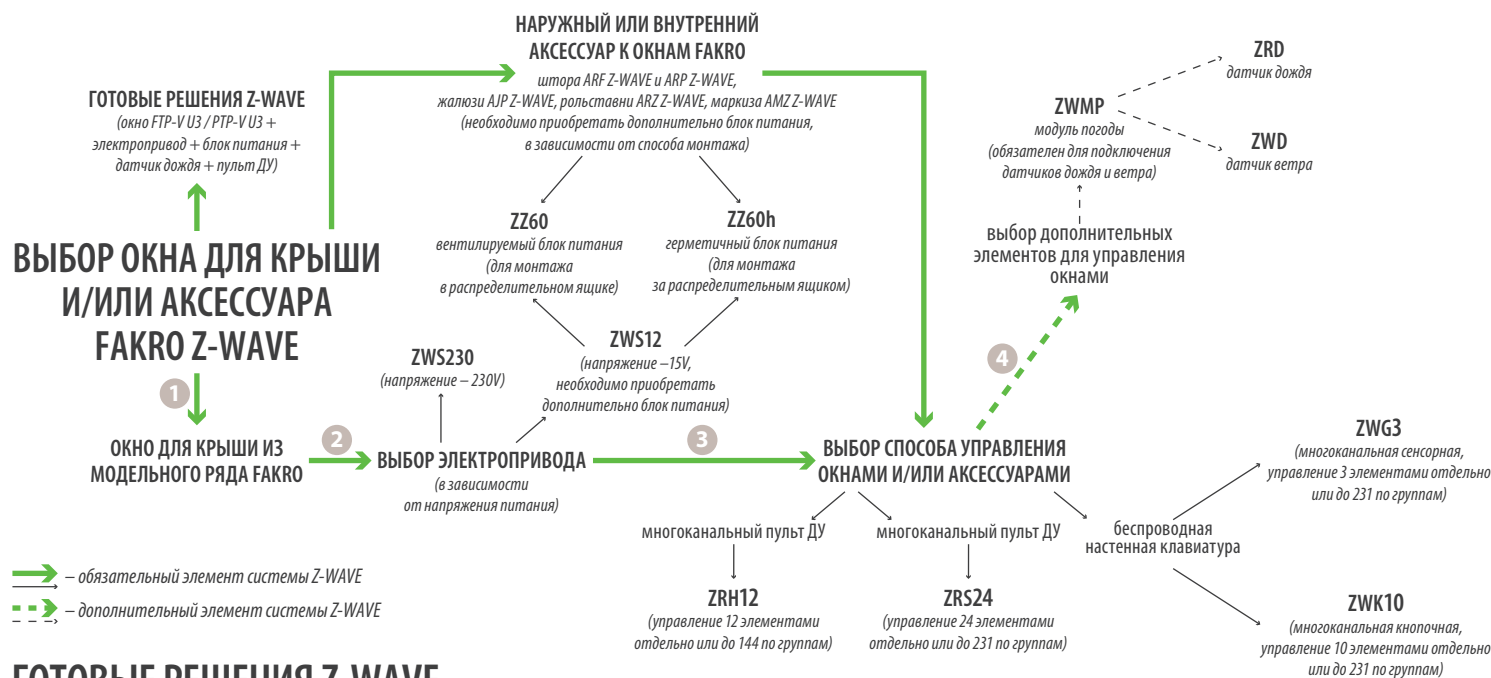 НАРУЖНЫЙ ИЛИ ВНУТРЕННИЙ
АКСЕССУАР К ОКНАМ FAKRO
штора ARF Z-WAVE и ARP Z-WAVE,
жалюзи AJP Z-WAVE, рольставни ARZ Z-WAVE, маркиза AMZ Z-WAVE
(необходимо приобретать дополнительно блок питания,
в зависимости от способа монтажа)
ГОТОВЫЕ РЕШЕНИЯ Z-WAVE
(окно FTP-V U3 / PTP-V U3 +
электропривод + блок питания +
датчик дождя + пульт ДУ)
ZRD
датчик дождя
ZWMP
модуль погоды
(обязателен для подключения
датчиков дождя и ветра)
ZWD
датчик ветра
ВЫБОР ОКНА ДЛЯ КРЫШИ
И/ИЛИ АКСЕССУАРА
FAKRO Z-WAVE
ZZ60
вентилируемый блок питания
(для монтажа
в распределительном ящике)
ZZ60h
герметичный блок питания
(для монтажа
за распределительным ящиком)
выбор дополнительных
элементов для управления
окнами
ZWS230
(напряжение – 230V)
ZWS12
(напряжение –15V,
необходимо приобретать
дополнительно блок питания)
4
1
ОКНО ДЛЯ КРЫШИ ИЗ
МОДЕЛЬНОГО РЯДА FAKRO
2
ВЫБОР ЭЛЕКТРОПРИВОДА
(в зависимости
от напряжения питания)
3
ВЫБОР СПОСОБА УПРАВЛЕНИЯ
ОКНАМИ И/ИЛИ АКСЕССУАРАМИ
ZWG3
(многоканальная сенсорная,
управление 3 элементами отдельно
или до 231 по группам)
многоканальный пульт ДУ
многоканальный пульт ДУ
беспроводная
настенная клавиатура
– обязательный элемент системы Z-WAVE
– дополнительный элемент системы Z-WAVE
ZRH12
(управление 12 элементами
отдельно или до 144 по группам)
ZRS24
(управление 24 элементами
отдельно или до 231 по группам)
ZWK10
(многоканальная кнопочная,
управление 10 элементами отдельно
или до 231 по группам)
ГОТОВЫЕ РЕШЕНИЯ Z-WAVE